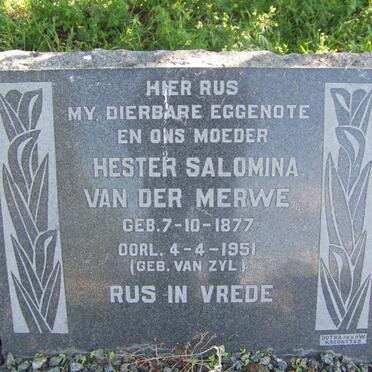 HIER RUS
MY DIERBARE EGGENOTE
EN ONS MOEDER
HESTER SALOMINA
VAN DER MERWE
GEB. 7-10-1877
OORL. 4-4-1951
(GEB. VAN ZYL)
RUS IN VREDE
KROONSTAD